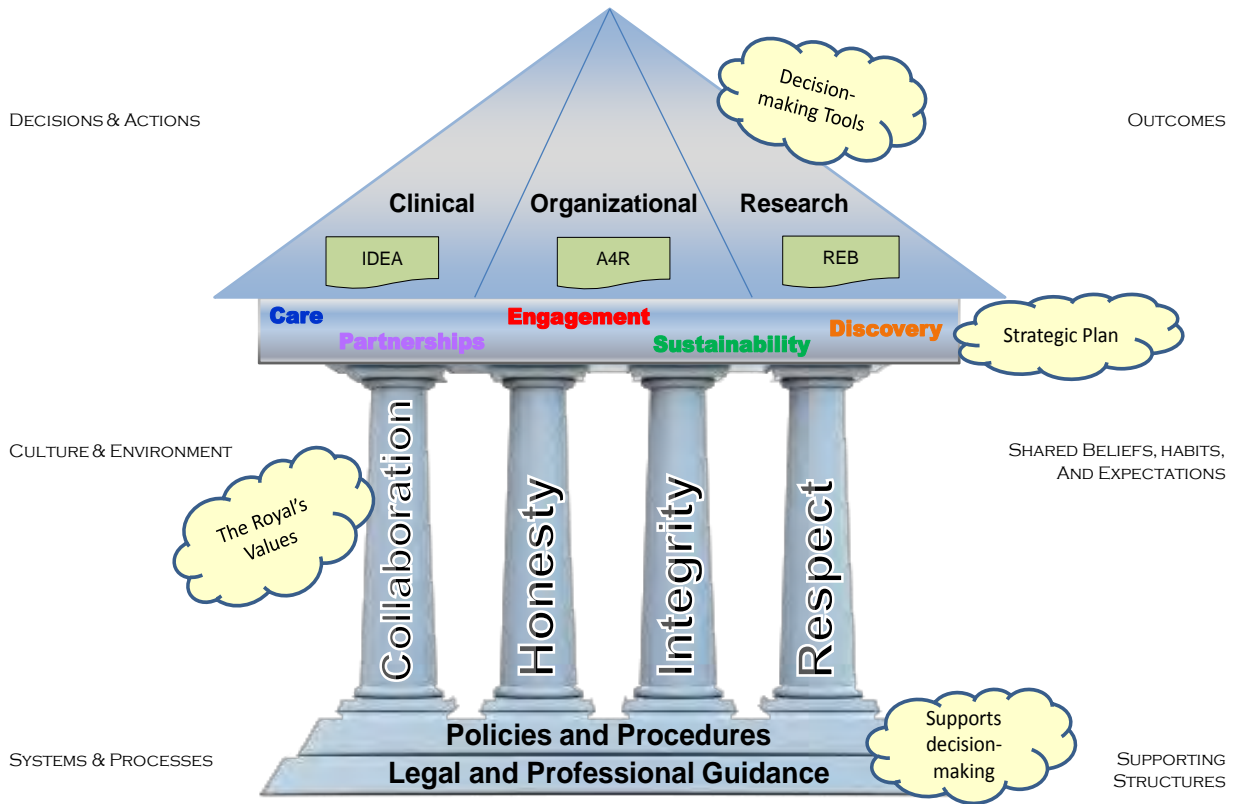 Decision-
making Tools
DECISIONS & ACTIONS
OUTCOMES
Clinical
Organizational
Research
IDEA
A4R
REB
Care
Engagement
Discovery
Partnerships
Sustainability
Strategic Plan
CULTURE & ENVIRONMENT
SHARED BELIEFS, HABITS,
AND EXPECTATIONS
The Royal's
Values
Collaboration
Honesty
Integrity
Respect
Policies and Procedures
Legal and Professional Guidance
Supports
decision-
making
SYSTEMS & PROCESSES
SUPPORTING
STRUCTURES